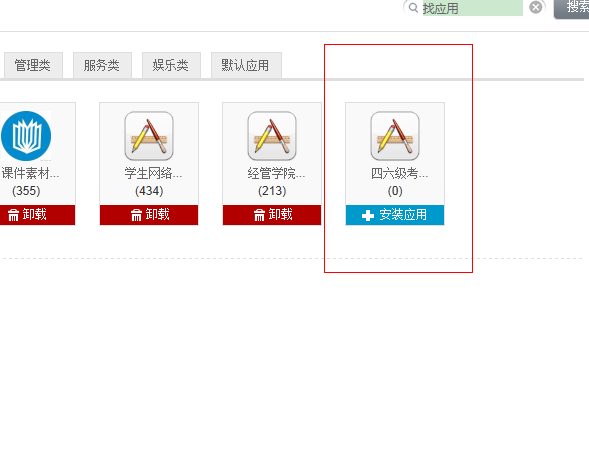 找应用
搜索
管理类
服务类
娱乐类
默认应用
课件素材...
(355)
卸载
学生网络...
(434)
卸载
经管学院...
(213)
卸载
四六级考...
(0)
安装应用